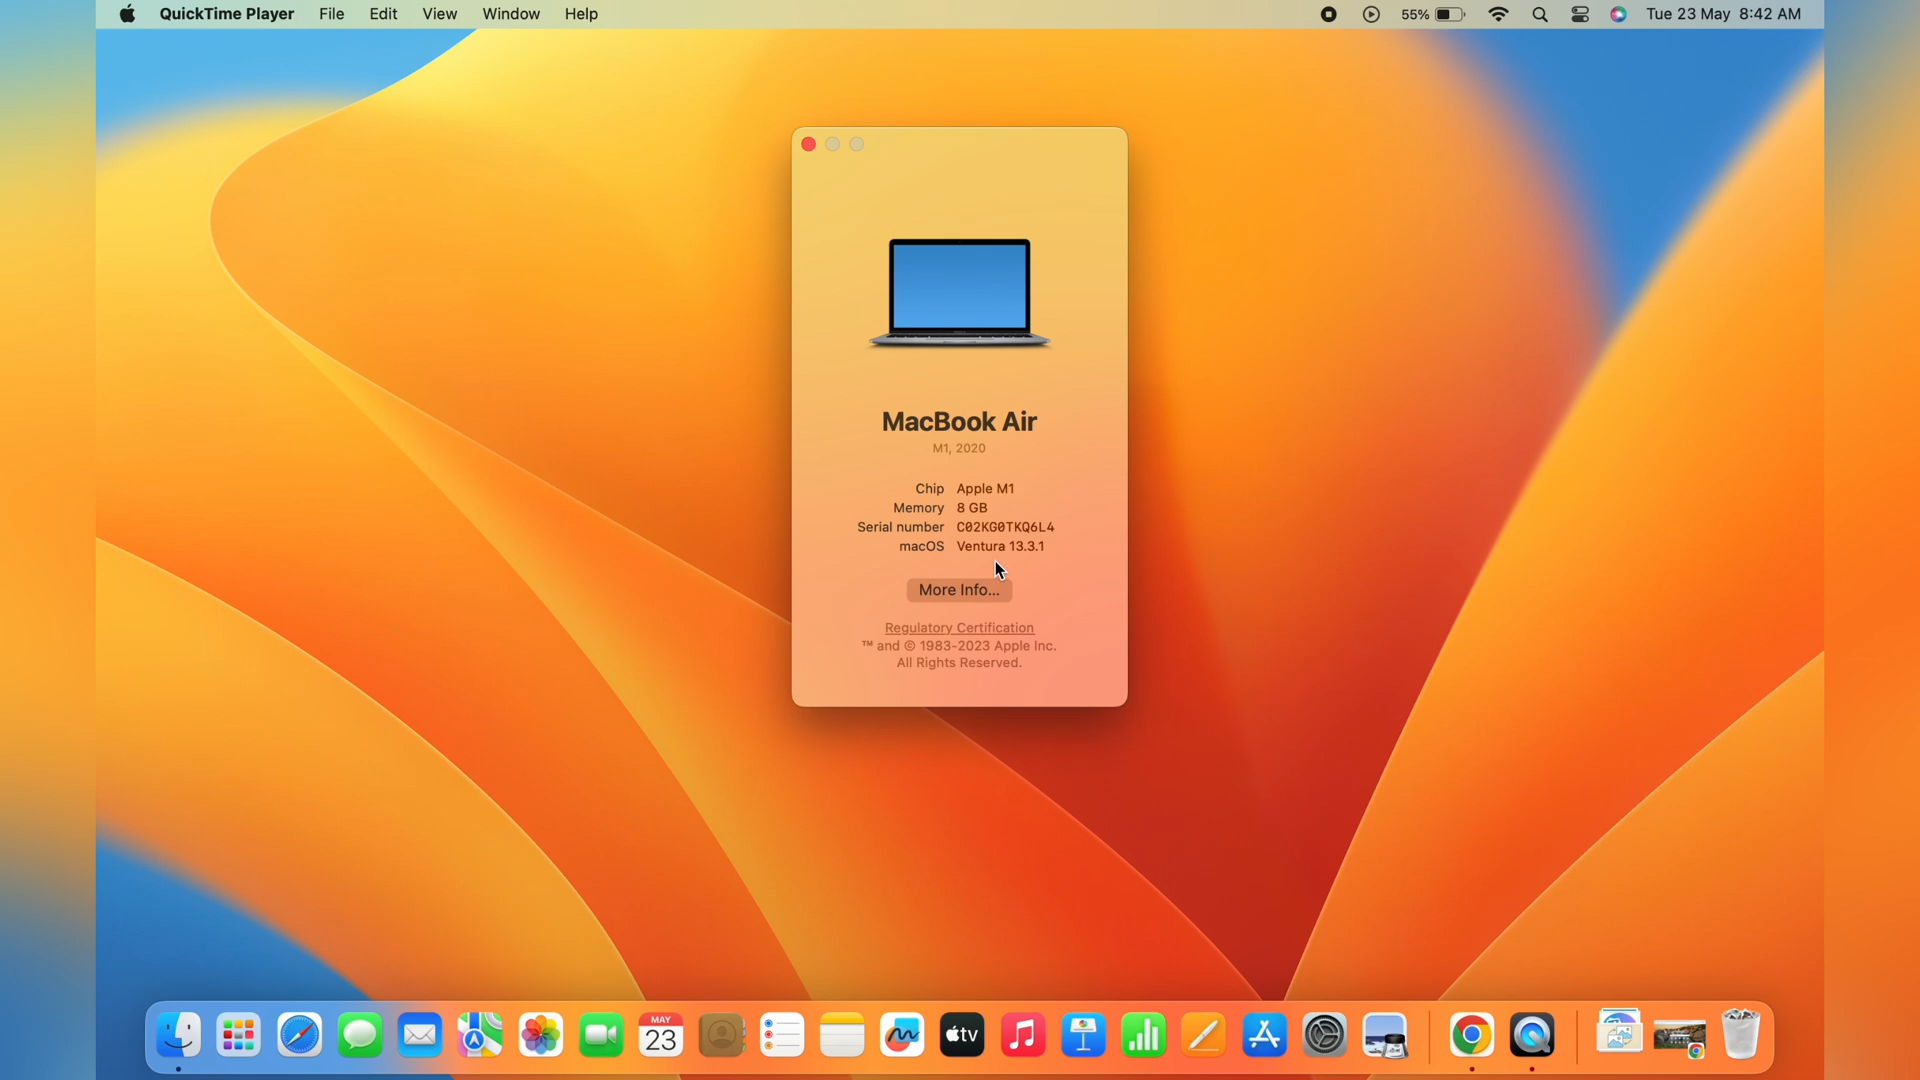 QuickTime Player File Edit View Window Help 55% Tue 23 May 8:42 AM
MacBook Air
M1, 2020
Chip Apple M1
Memory 8 GB
Serial number C02KG0TKQ6L4
macOS Ventura 13.3.1
More Info...
Regulatory Certification
™ and © 1983-2023 Apple Inc.
All Rights Reserved.
MAY
23
tv